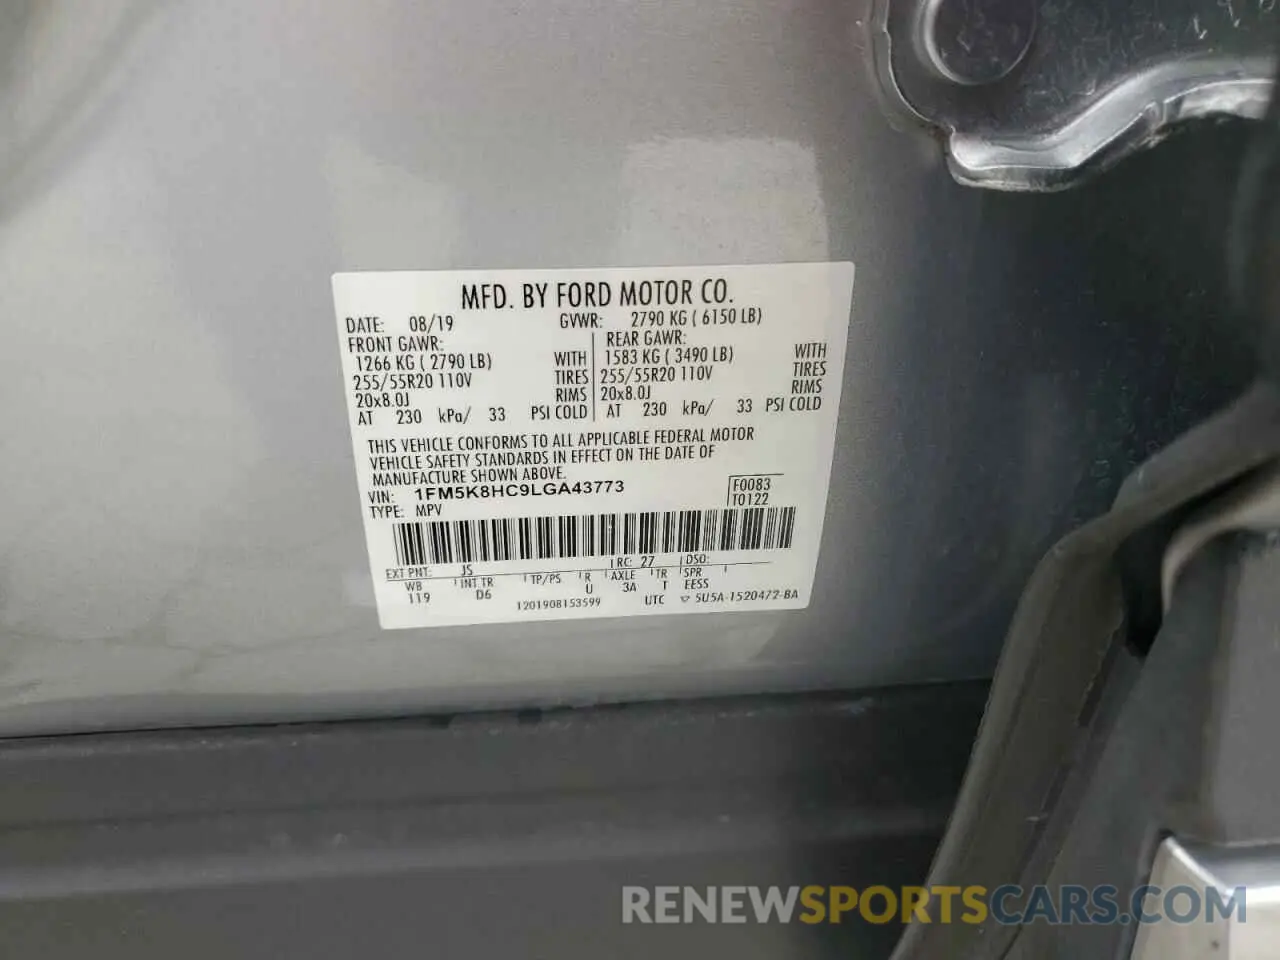 MFD. BY FORD MOTOR CO.
DATE: 08/19 GVWR: 2790 KG ( 6150 LB)
FRONT GAWR: REAR GAWR:
1266 KG ( 2790 LB) WITH 1583 KG ( 3490 LB) WITH
255/55R20 110V TIRES 255/55R20 110V TIRES
20x8.0J RIMS 20x8.0J RIMS
AT 230 kPa/ 33 PSI COLD AT 230 kPa/ 33 PSI COLD
THIS VEHICLE CONFORMS TO ALL APPLICABLE FEDERAL MOTOR
VEHICLE SAFETY STANDARDS IN EFFECT ON THE DATE OF
MANUFACTURE SHOWN ABOVE.
VIN: 1FM5K8HC9LGA43773 F0083
TYPE: MPV T0122
EXT PNT: JS RC: 27 DSO:
WB INT TR TP/PS R AXLE TR SPR
119 D6 U 3A T EESS
1201908153599 UTC ▽ 5U5A-1520472-BA
RENEWSPORTSCARS.COM